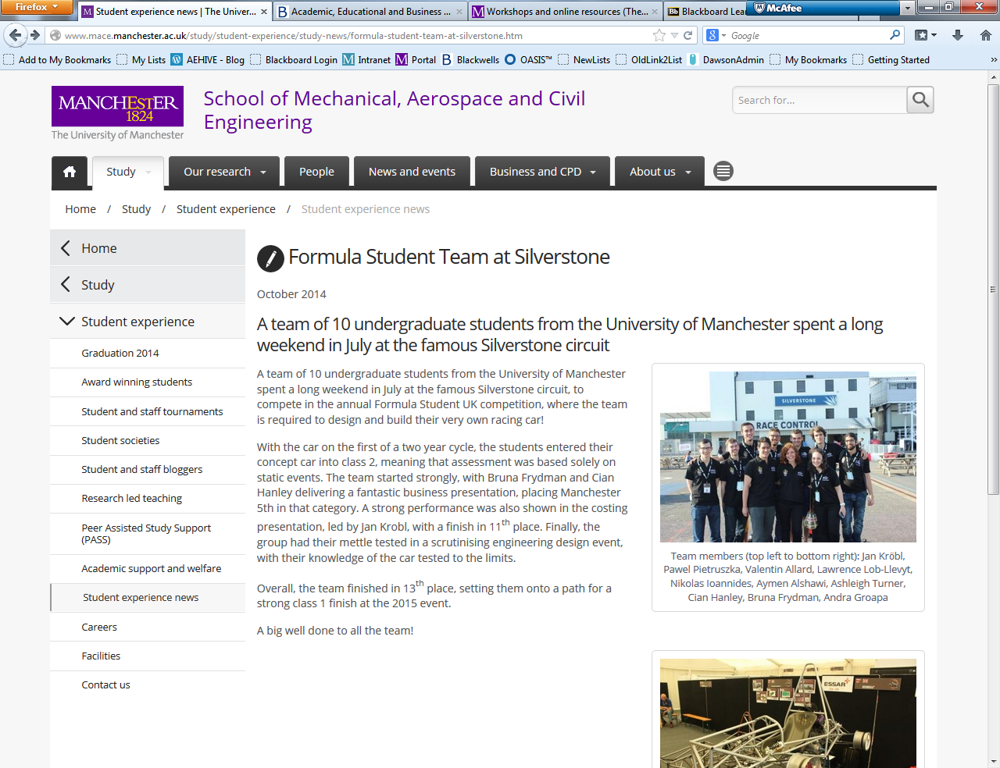 Firefox
Student experience news | The Univer...
Academic, Educational and Business ...
Workshops and online resources (The...
Blackboard Lea
McAfee
www.mace.manchester.ac.uk/study/student-experience/study-news/formula-student-team-at-silverstone.htm
Google
Add to My Bookmarks
My Lists
AEHIVE - Blog
Blackboard Login
Intranet
Portal
Blackwells
OASIS™
NewLists
OldLink2List
DawsonAdmin
My Bookmarks
Getting Started
MANCHESTER
1824
The University of Manchester
School of Mechanical, Aerospace and Civil
Engineering
Search for...
Study
Our research
People
News and events
Business and CPD
About us
Home / Study / Student experience / Student experience news
Home
Study
Student experience
Graduation 2014
Award winning students
Student and staff tournaments
Student societies
Student and staff bloggers
Research led teaching
Peer Assisted Study Support
(PASS)
Academic support and welfare
Student experience news
Careers
Facilities
Contact us
Formula Student Team at Silverstone
October 2014
A team of 10 undergraduate students from the University of Manchester spent a long
weekend in July at the famous Silverstone circuit
A team of 10 undergraduate students from the University of Manchester
spent a long weekend in July at the famous Silverstone circuit, to
compete in the annual Formula Student UK competition, where the team
is required to design and build their very own racing car!
With the car on the first of a two year cycle, the students entered their
concept car into class 2, meaning that assessment was based solely on
static events. The team started strongly, with Bruna Frydman and Cian
Hanley delivering a fantastic business presentation, placing Manchester
5th in that category. A strong performance was also shown in the costing
presentation, led by Jan Krobl, with a finish in 11th place. Finally, the
group had their mettle tested in a scrutinising engineering design event,
with their knowledge of the car tested to the limits.
Overall, the team finished in 13th place, setting them onto a path for a
strong class 1 finish at the 2015 event.
A big well done to all the team!
SILVERSTONE
RACE CONTROL
Team members (top left to bottom right): Jan Kröbl,
Pawel Pietruszka, Valentin Allard, Lawrence Lob-Llevyt,
Nikolas Ioannides, Aymen Alshawi, Ashleigh Turner,
Cian Hanley, Bruna Frydman, Andra Groapa
ESSAR